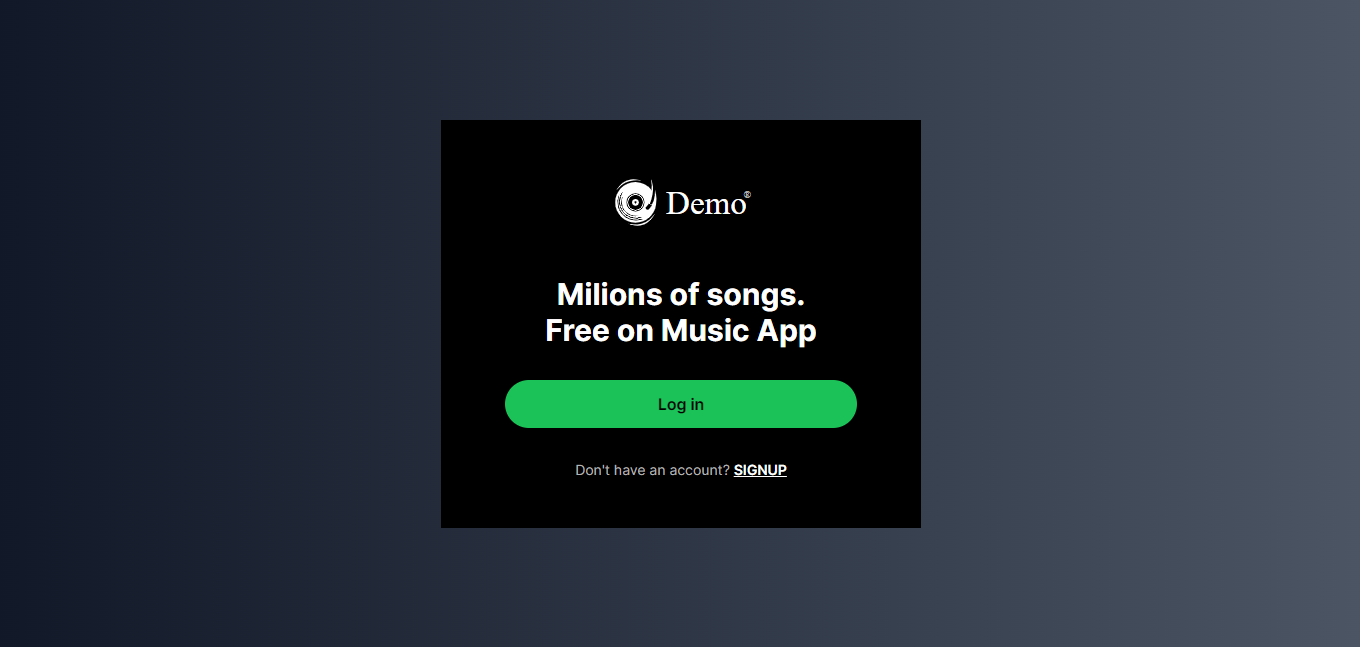 Demo®
Milions of songs.
Free on Music App
Log in
Don't have an account? SIGNUP